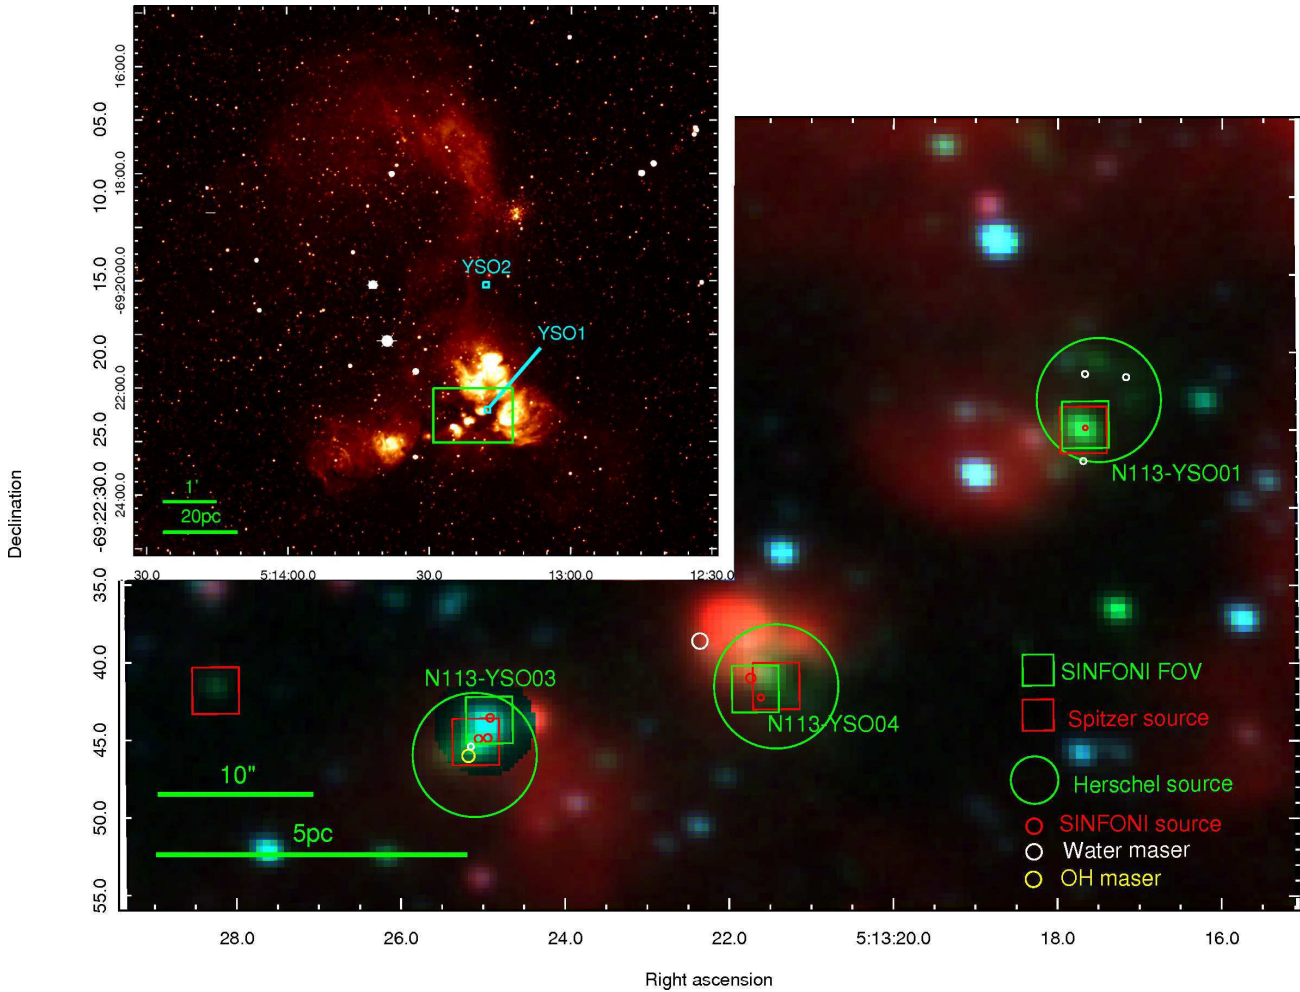 Declination
05.0
10.0
15.0
20.0
25.0
-69:22:30.0
35.0
40.0
45.0
50.0
55.0
16:00.0
18:00.0
-69:20:00.0
22:00.0
24:00.0
YSO2
YSO1
1'
20pc
30.0
5:14:00.0
30.0
13:00.0
12:30.0
N113-YSO01
N113-YSO03
N113-YSO04
10"
5pc
SINFONI FOV
Spitzer source
Herschel source
SINFONI source
Water maser
OH maser
28.0
26.0
24.0
22.0
5:13:20.0
18.0
16.0
Right ascension